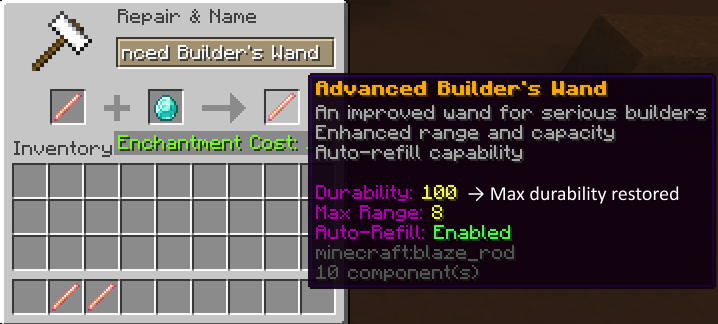 Repair & Name
nced Builder's Wand
Advanced Builder's Wand
An improved wand for serious builders
Enhanced range and capacity
Auto-refill capability
Inventory
Enchantment Cost:
Durability: 100 → Max durability restored
Max Range: 8
Auto-Refill: Enabled
minecraft:blaze_rod
10 component(s)